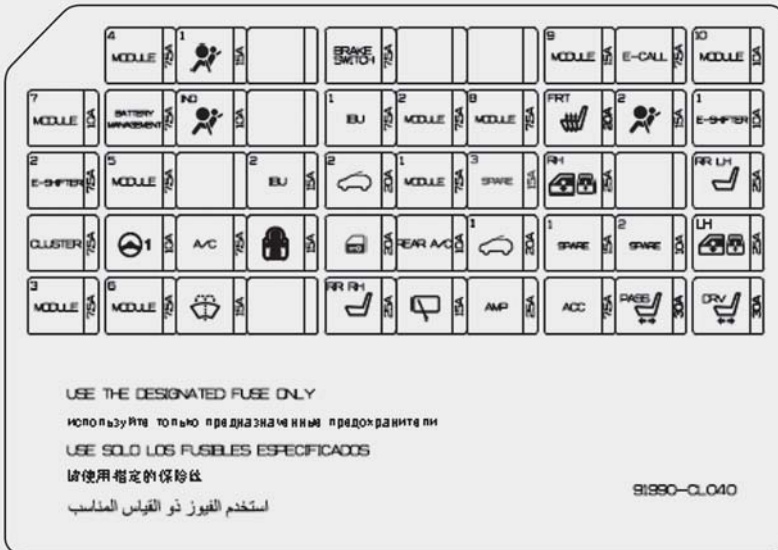 4 MODULE 7.5A 1 15A BRAKE SWITCH 7.5A 9 MODULE 15A E-CALL 7.5A 10 MODULE 10A
7 MODULE 10A BATTERY MANAGEMENT 7.5A IND 10A 1 IBU 7.5A 2 MODULE 7.5A 8 MODULE 7.5A FRT 20A 2 15A 1 E-SHIFTER 10A
2 E-SHIFTER 7.5A 5 MODULE 7.5A 2 IBU 15A 2 20A 1 MODULE 7.5A 3 SPARE 15A RH 25A RR LH 25A
CLUSTER 7.5A 1 10A A/C 7.5A 15A 20A REAR A/C 10A 1 20A 1 SPARE 15A 2 SPARE 10A LH 25A
3 MODULE 7.5A 6 MODULE 7.5A 15A RR RH 25A 15A AMP 25A ACC 7.5A PASS 30A DRV 30A
USE THE DESIGNATED FUSE ONLY
используйте только предназначенные предохранители
USE SOLO LOS FUSIBLES ESPECIFICADOS
请使用指定的保险丝
استخدم الفيوز ذو القياس المناسب
91990-CL040